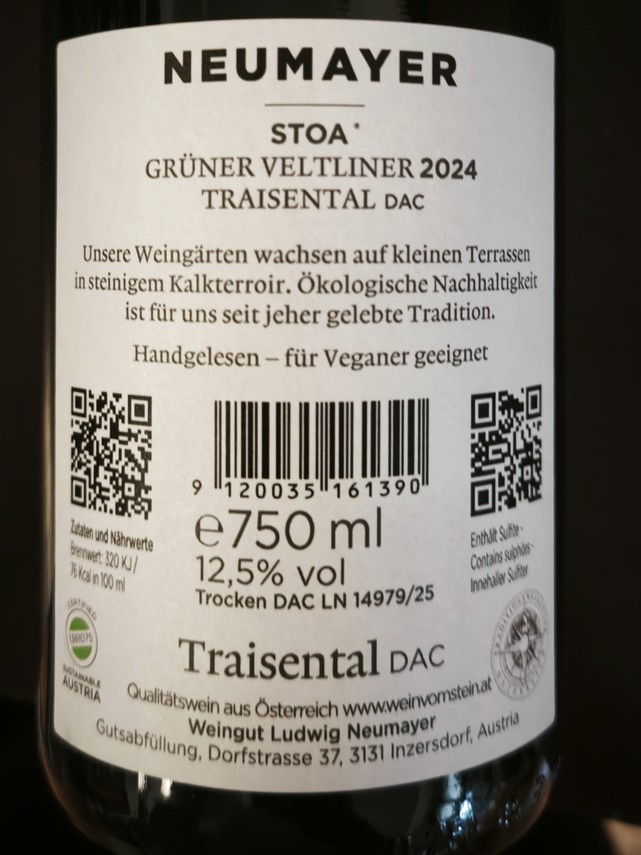 NEUMAYER
STOA*
GRÜNER VELTLINER 2024
TRAISENTAL DAC
Unsere Weingärten wachsen auf kleinen Terrassen
in steinigem Kalkterroir. Ökologische Nachhaltigkeit
ist für uns seit jeher gelebte Tradition.
Handgelesen – für Veganer geeignet
9 120035 161390
Zutaten und Nährwerte
Brennwert: 320 KJ/
76 Kcal in 100 ml
e750 ml
12,5% vol
Trocken DAC LN 14979/25
Enthält Sulfite -
Contains sulphites -
Innehaller Sulfiter
CERTIFIED
SUSTAINABLE
AUSTRIA
Traisental DAC
Qualitätswein aus Österreich www.weinvomstein.at
Weingut Ludwig Neumayer
Gutsabfüllung, Dorfstrasse 37, 3131 Inzersdorf, Austria